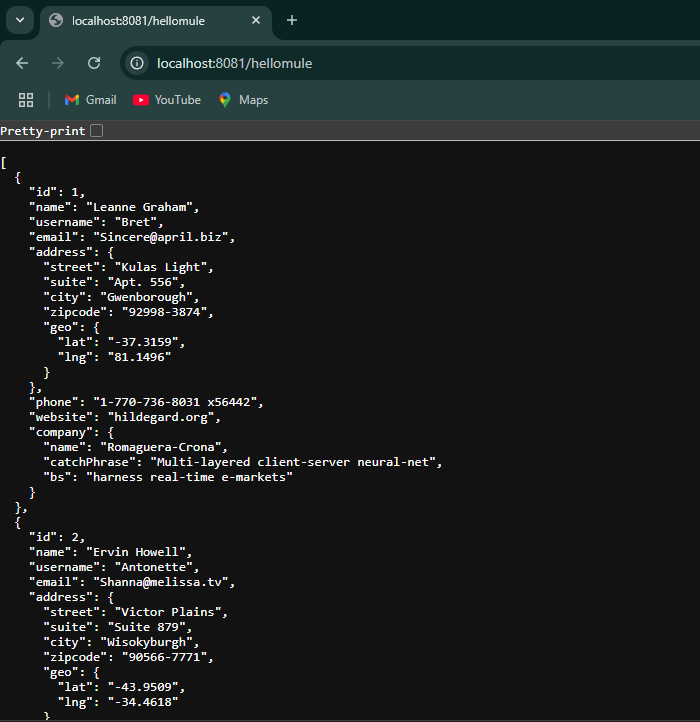 localhost:8081/hellomule
localhost:8081/hellomule
Gmail YouTube Maps
Pretty-print
[
  {
    "id": 1,
    "name": "Leanne Graham",
    "username": "Bret",
    "email": "Sincere@april.biz",
    "address": {
      "street": "Kulas Light",
      "suite": "Apt. 556",
      "city": "Gwenborough",
      "zipcode": "92998-3874",
      "geo": {
        "lat": "-37.3159",
        "lng": "81.1496"
      }
    },
    "phone": "1-770-736-8031 x56442",
    "website": "hildegard.org",
    "company": {
      "name": "Romaguera-Crona",
      "catchPhrase": "Multi-layered client-server neural-net",
      "bs": "harness real-time e-markets"
    }
  },
  {
    "id": 2,
    "name": "Ervin Howell",
    "username": "Antonette",
    "email": "Shanna@melissa.tv",
    "address": {
      "street": "Victor Plains",
      "suite": "Suite 879",
      "city": "Wisokyburgh",
      "zipcode": "90566-7771",
      "geo": {
        "lat": "-43.9509",
        "lng": "-34.4618"
      }